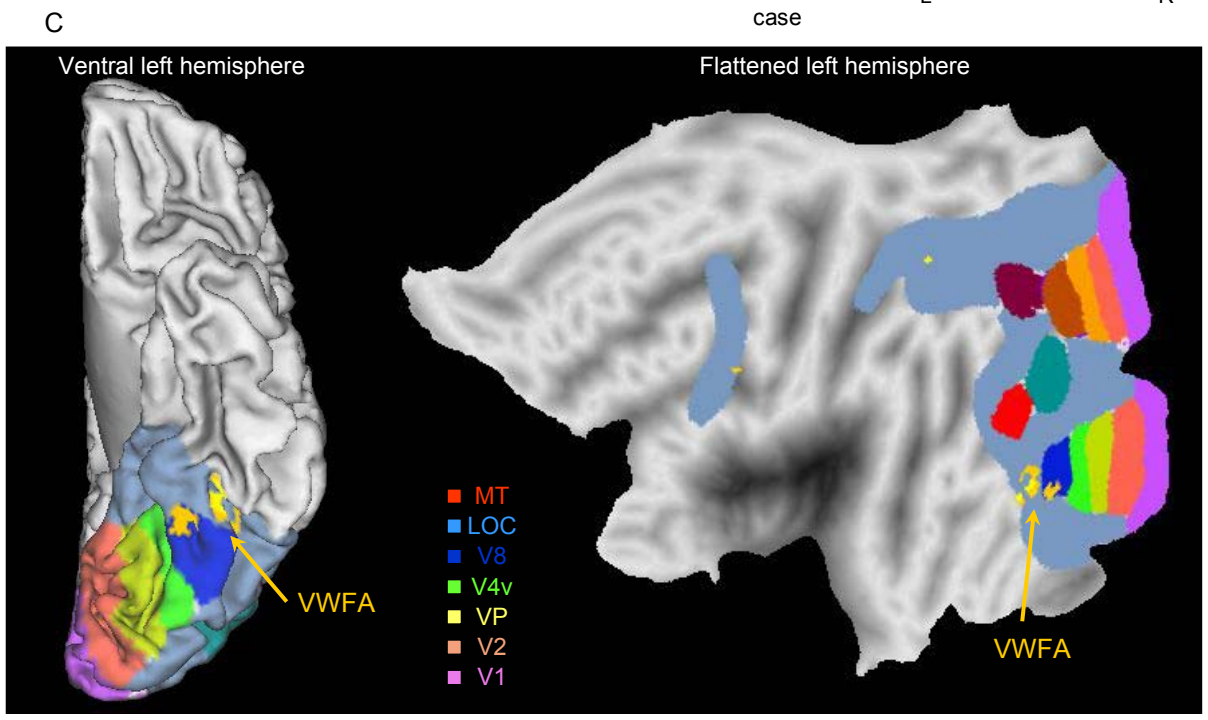 L R
case
C
Ventral left hemisphere
Flattened left hemisphere
MT
LOC
V8
V4v
VP
V2
V1
VWFA
VWFA